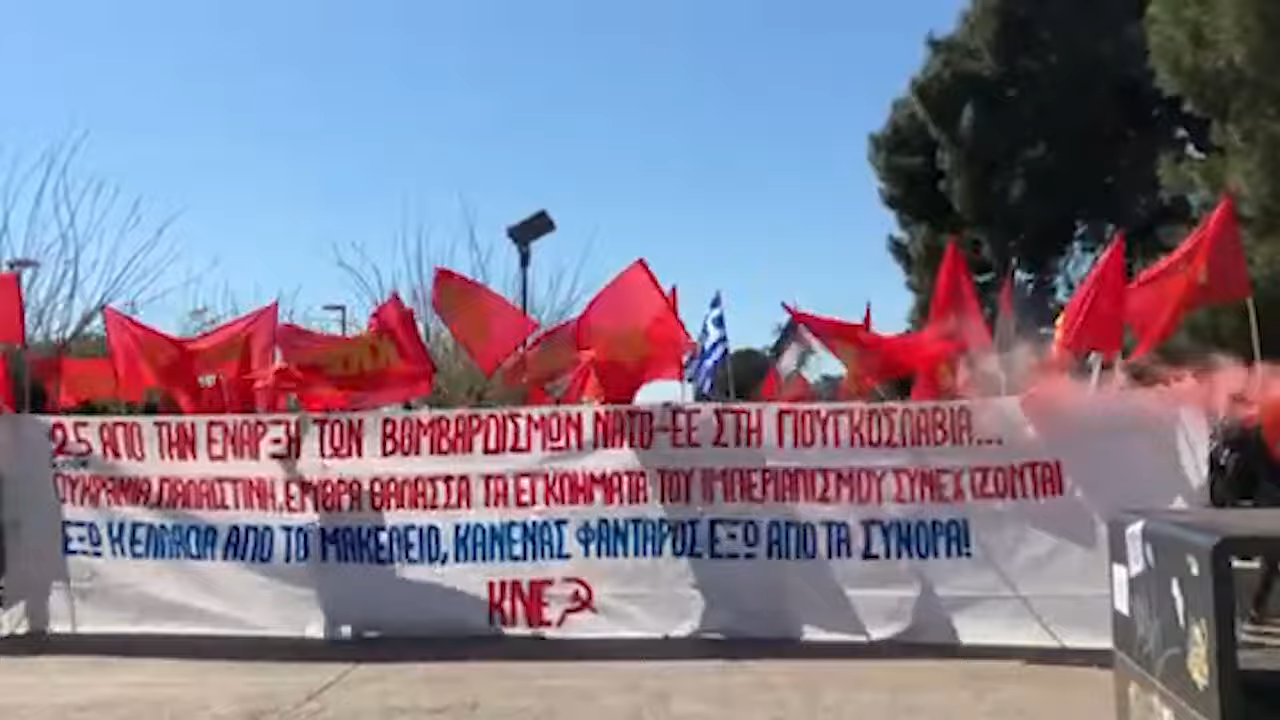 25 ΑΠΟ ΤΗΝ ΕΝΑΡΞΗ ΤΩΝ ΒΟΜΒΑΡΔΙΣΜΩΝ ΝΑΤΟ-ΕΕ ΣΤΗ ΓΙΟΥΓΚΟΣΛΑΒΙΑ...
ΟΥΚΡΑΝΙΑ, ΠΑΛΑΙΣΤΙΝΗ, ΕΡΥΘΡΑ ΘΑΛΑΣΣΑ ΤΑ ΕΓΚΛΗΜΑΤΑ ΤΟΥ ΙΜΠΕΡΙΑΛΙΣΜΟΥ ΣΥΝΕΧΙΖΟΝΤΑΙ
ΕΞΩ Η ΕΛΛΑΔΑ ΑΠΟ ΤΟ ΜΑΚΕΛΕΙΟ, ΚΑΝΕΝΑΣ ΦΑΝΤΑΡΟΣ ΕΞΩ ΑΠΟ ΤΑ ΣΥΝΟΡΑ!
ΚΝΕ